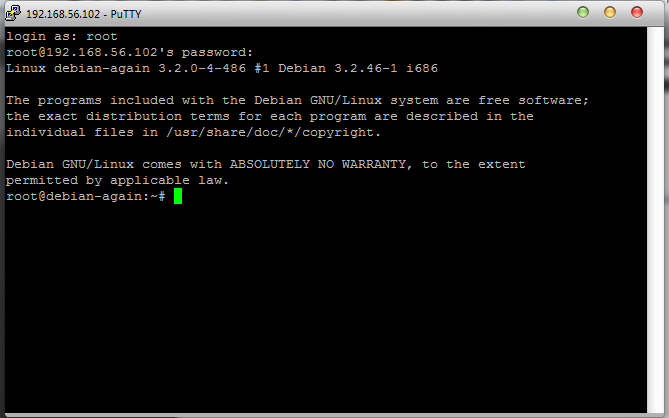 192.168.56.102 - PuTTY
login as: root
root@192.168.56.102's password:
Linux debian-again 3.2.0-4-486 #1 Debian 3.2.46-1 i686
The programs included with the Debian GNU/Linux system are free software;
the exact distribution terms for each program are described in the
individual files in /usr/share/doc/*/copyright.
Debian GNU/Linux comes with ABSOLUTELY NO WARRANTY, to the extent
permitted by applicable law.
root@debian-again:~#